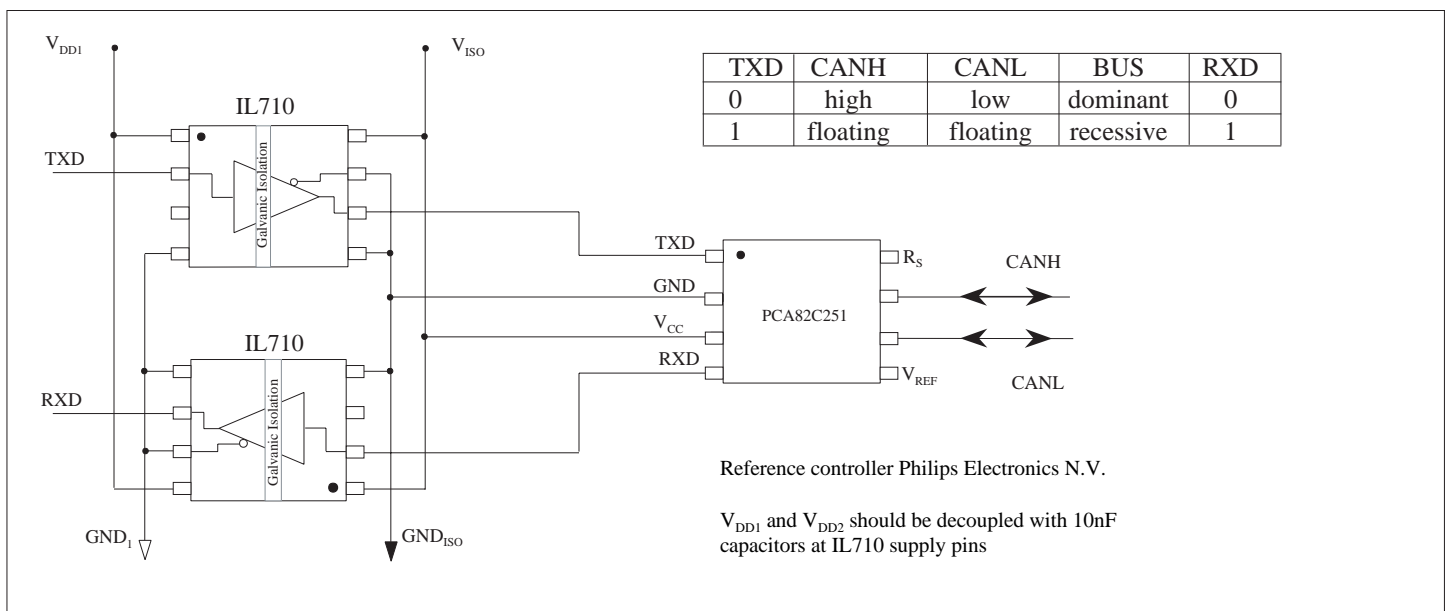 V_DD1
V_ISO
IL710
Galvanic Isolation
TXD
IL710
Galvanic Isolation
RXD
GND_1
GND_ISO
TXD CANH CANL BUS RXD
0 high low dominant 0
1 floating floating recessive 1
TXD
GND
V_CC
RXD
PCA82C251
R_S
V_REF
CANH
CANL
Reference controller Philips Electronics N.V.
V_DD1 and V_DD2 should be decoupled with 10nF
capacitors at IL710 supply pins